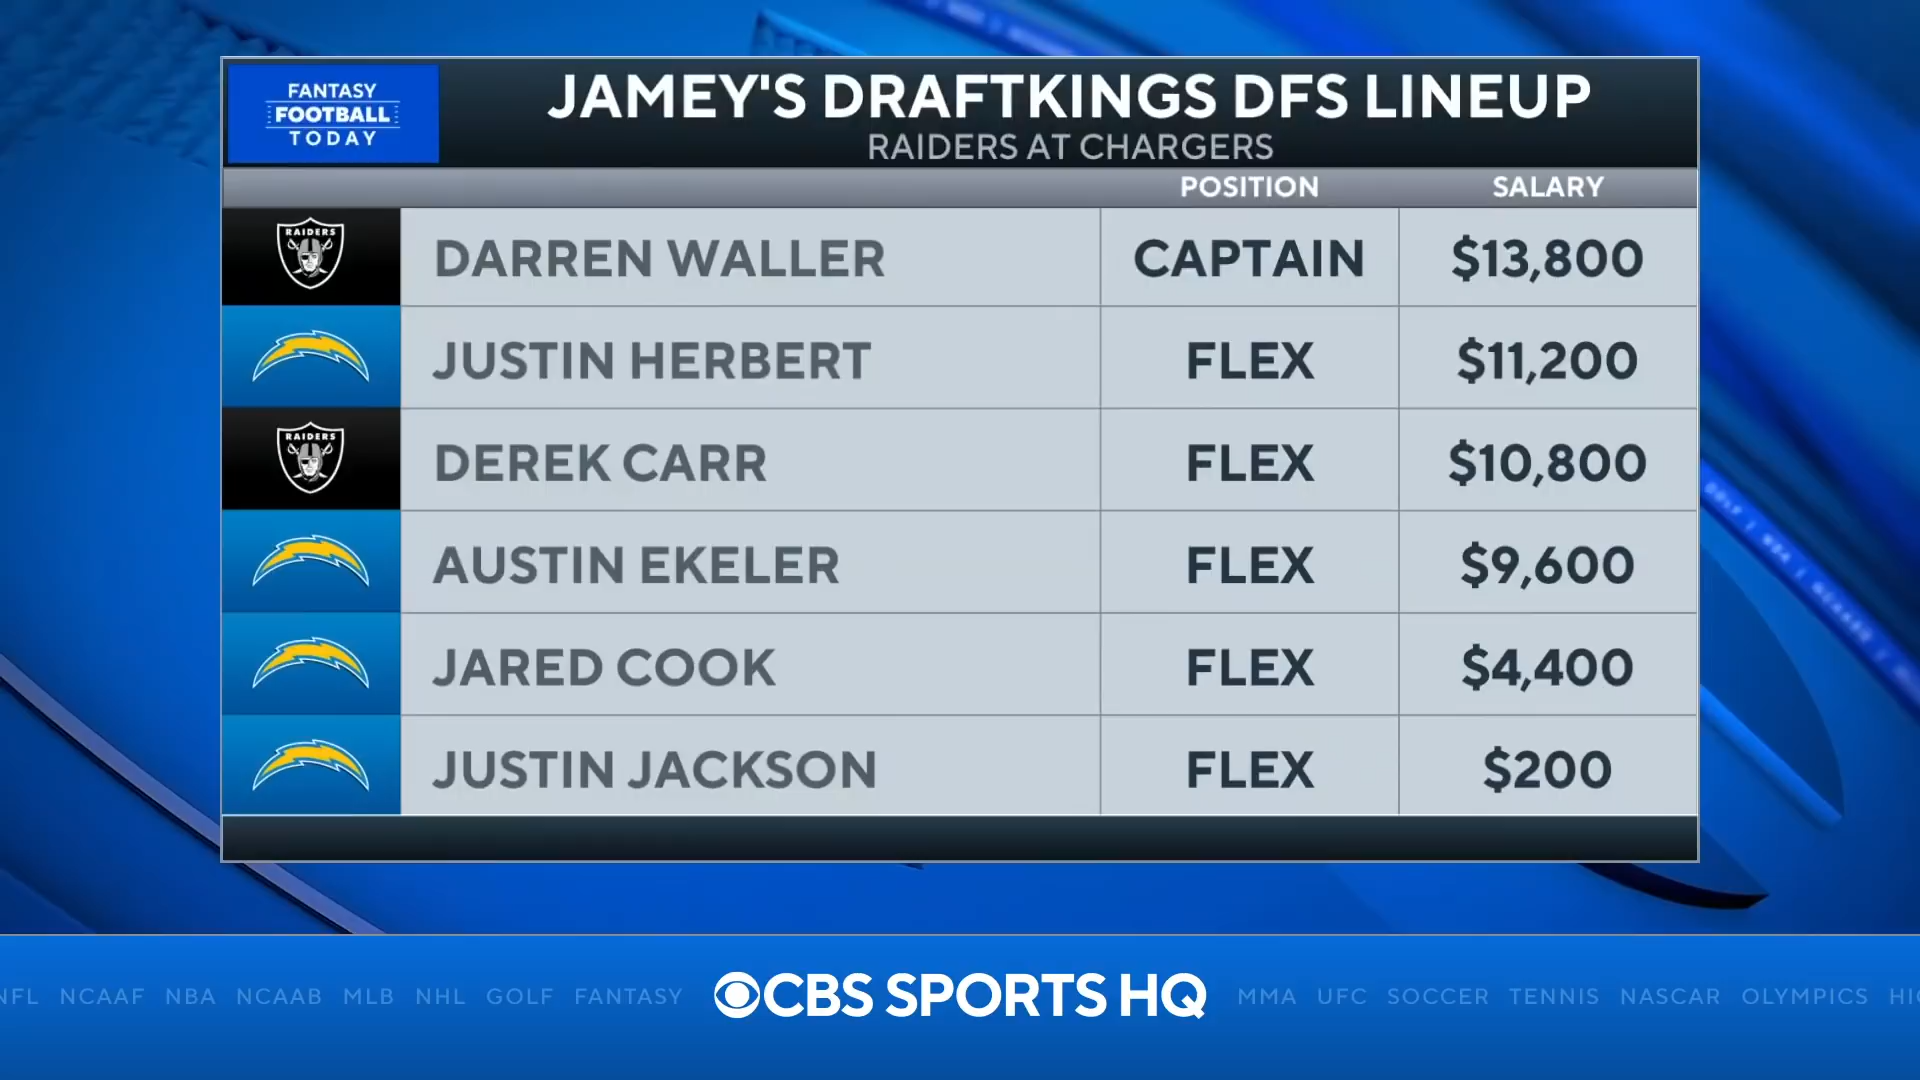 FANTASY
FOOTBALL
TODAY
JAMEY'S DRAFTKINGS DFS LINEUP
RAIDERS AT CHARGERS
POSITION SALARY
RAIDERS
DARREN WALLER CAPTAIN $13,800
JUSTIN HERBERT FLEX $11,200
RAIDERS
DEREK CARR FLEX $10,800
AUSTIN EKELER FLEX $9,600
JARED COOK FLEX $4,400
JUSTIN JACKSON FLEX $200
NFL NCAAF NBA NCAAB MLB NHL GOLF FANTASY CBS SPORTS HQ MMA UFC SOCCER TENNIS NASCAR OLYMPICS